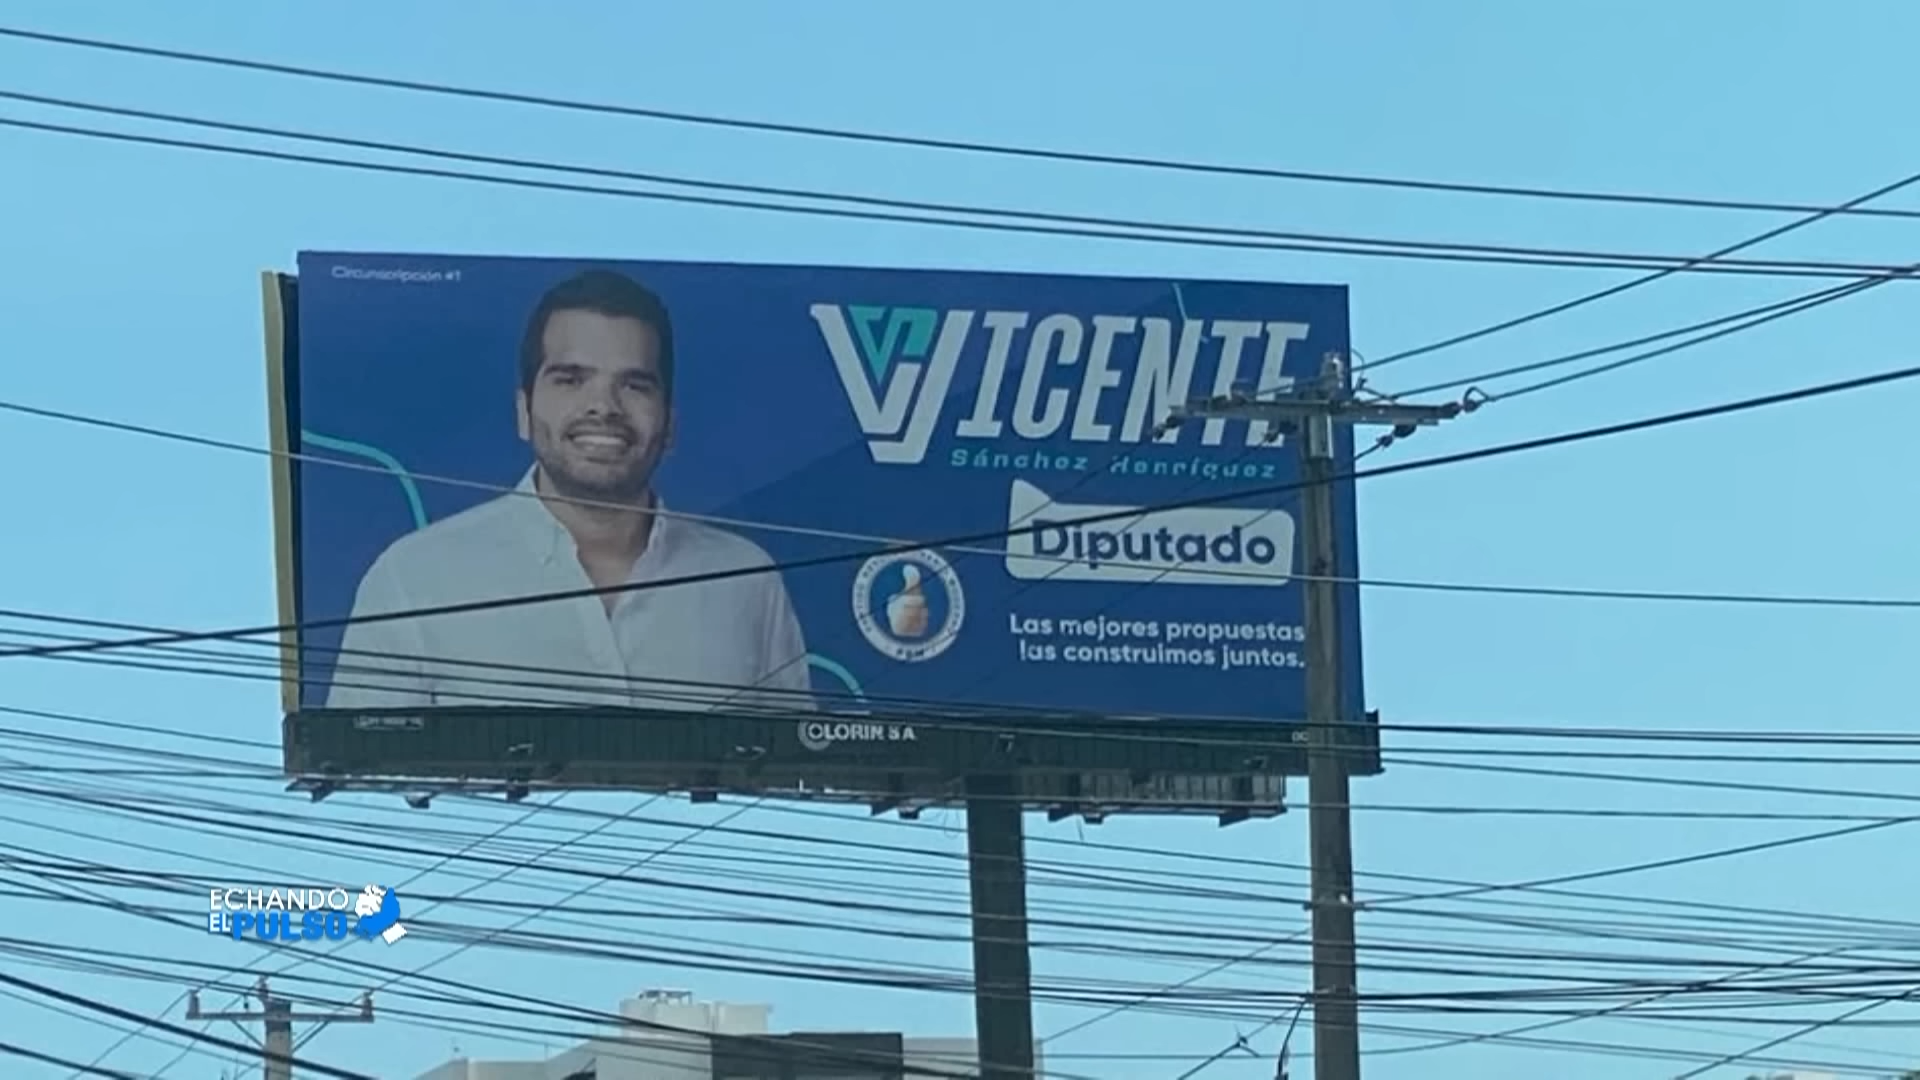 Circunscripción #1
VICENTE
Sánchez Henríquez
Diputado
Las mejores propuestas
las construimos juntos.
COLORIN S.A.
ECHANDO
EL PULSO